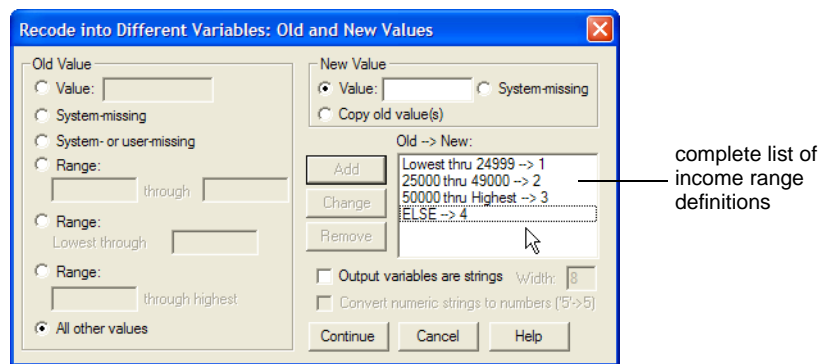 Recode into Different Variables: Old and New Values
Old Value
Value:
System-missing
System- or user-missing
Range:
through
Range:
Lowest through
Range:
through highest
All other values
New Value
Value:
System-missing
Copy old value(s)
Old --> New:
Add
Change
Remove
Lowest thru 24999 --> 1
25000 thru 49000 --> 2
50000 thru Highest --> 3
ELSE --> 4
Output variables are strings Width: 8
Convert numeric strings to numbers ('5'->5)
Continue Cancel Help
complete list of
income range
definitions